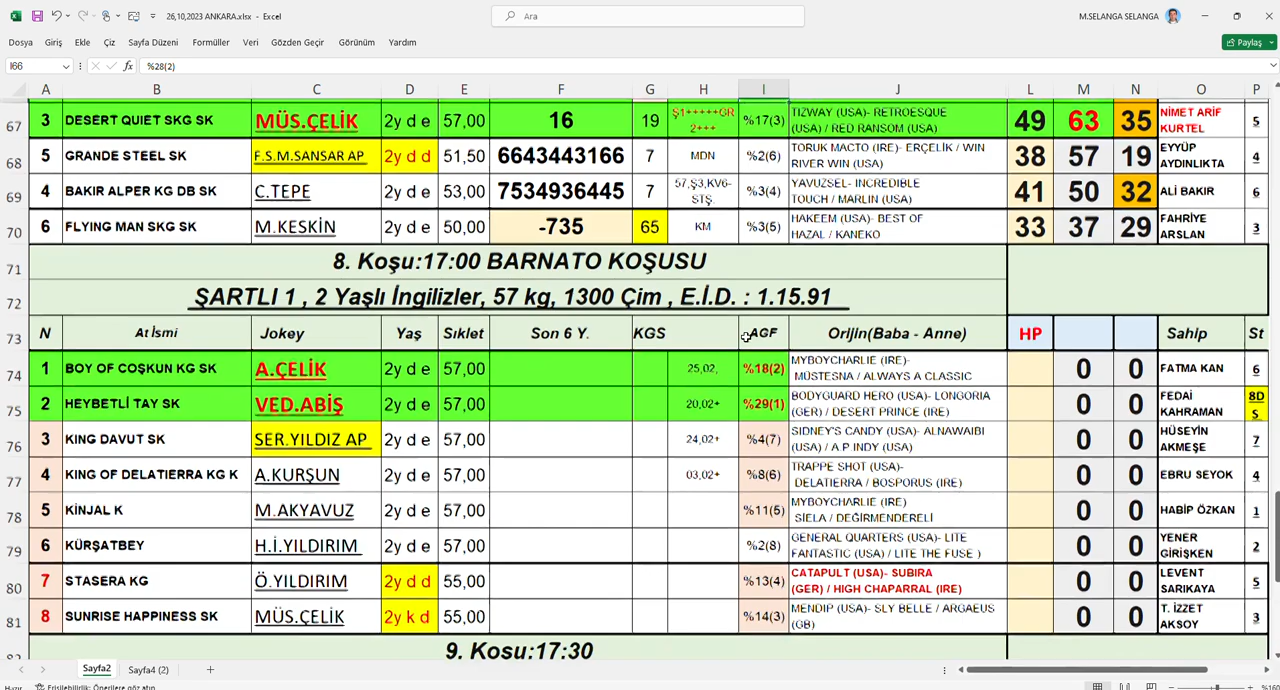 26,10,2023 ANKARA.xlsx - Excel
Ara
M.SELANGA SELANGA
Dosya Giriş Ekle Çiz Sayfa Düzeni Formüller Veri Gözden Geçir Görünüm Yardım
Paylaş
I66 fx %28(2)
A B C D E F G H I J L M N O P
67 3 DESERT QUIET SKG SK MÜS.ÇELİK 2y d e 57,00 16 19 Ş1+++++GR 2+++ %17(3) TIZWAY (USA)- RETROESQUE (USA) / RED RANSOM (USA) 49 63 35 NİMET ARİF KURTEL 5
68 5 GRANDE STEEL SK F.S.M.SANSAR AP 2y d d 51,50 6643443166 7 MDN %2(6) TORUK MACTO (IRE)- ERÇELİK / WIN RIVER WIN (USA) 38 57 19 EYYÜP AYDINLIKTA 4
69 4 BAKIR ALPER KG DB SK C.TEPE 2y d e 53,00 7534936445 7 57,Ş3,KV6-STŞ. %3(4) YAVUZSEL- INCREDIBLE TOUCH / MARLIN (USA) 41 50 32 ALİ BAKIR 6
70 6 FLYING MAN SKG SK M.KESKİN 2y d e 50,00 -735 65 KM %3(5) HAKEEM (USA)- BEST OF HAZAL / KANEKO 33 37 29 FAHRİYE ARSLAN 3
71 8. Koşu:17:00 BARNATO KOŞUSU
72 ŞARTLI 1 , 2 Yaşlı İngilizler, 57 kg, 1300 Çim , E.İ.D. : 1.15.91
73 N At İsmi Jokey Yaş Sıklet Son 6 Y. KGS AGF Orijin(Baba - Anne) HP Sahip St
74 1 BOY OF COŞKUN KG SK A.ÇELİK 2y d e 57,00 25,02, %18(2) MYBOYCHARLIE (IRE)- MÜSTESNA / ALWAYS A CLASSIC 0 0 FATMA KAN 6
75 2 HEYBETLİ TAY SK VED.ABİŞ 2y d e 57,00 20,02+ %29(1) BODYGUARD HERO (USA)- LONGORIA (GER) / DESERT PRINCE (IRE) 0 0 FEDAİ KAHRAMAN 8D S
76 3 KING DAVUT SK SER.YILDIZ AP 2y d e 57,00 24,02+ %4(7) SIDNEY'S CANDY (USA)- ALNAWAIBI (USA) / A P INDY (USA) 0 0 HÜSEYİN AKMEŞE 7
77 4 KING OF DELATIERRA KG K A.KURŞUN 2y d e 57,00 03,02+ %8(6) TRAPPE SHOT (USA)- DELATIERRA / BOSPORUS (IRE) 0 0 EBRU SEYOK 4
78 5 KİNJAL K M.AKYAVUZ 2y d e 57,00 %11(5) MYBOYCHARLIE (IRE) SİELA / DEĞİRMENDERELİ 0 0 HABİP ÖZKAN 1
79 6 KÜRŞATBEY H.İ.YILDIRIM 2y d e 57,00 %2(8) GENERAL QUARTERS (USA)- LITE FANTASTIC (USA) / LITE THE FUSE ) 0 0 YENER GİRİŞKEN 2
80 7 STASERA KG Ö.YILDIRIM 2y d d 55,00 %13(4) CATAPULT (USA)- SUBIRA (GER) / HIGH CHAPARRAL (IRE) 0 0 LEVENT SARIKAYA 5
81 8 SUNRISE HAPPINESS SK MÜS.ÇELİK 2y k d 55,00 %14(3) MENDIP (USA)- SLY BELLE / ARGAEUS (GB) 0 0 T. İZZET AKSOY 3
9. Koşu:17:30
Sayfa2 Sayfa4 (2)